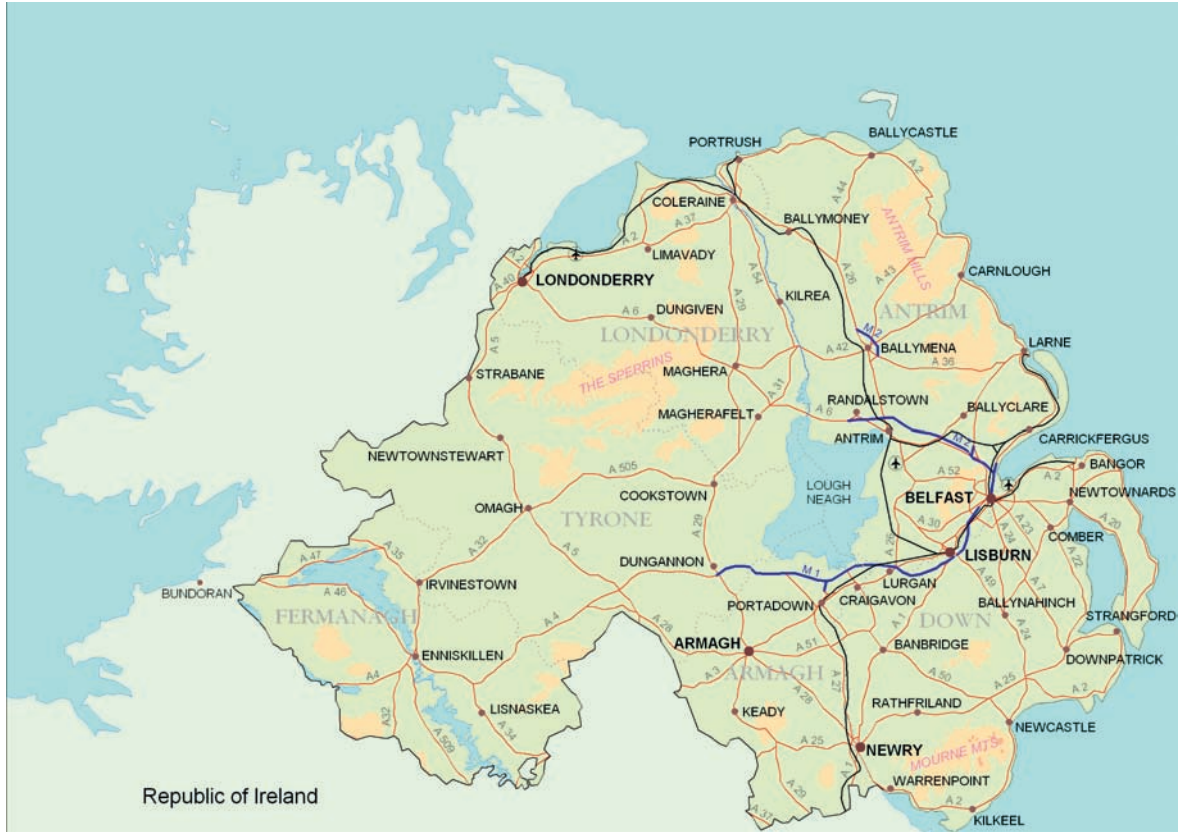 BALLYCASTLE
PORTRUSH
A 2
A 44
COLERAINE
A 37
BALLYMONEY
ANTRIM HILLS
A 2
LIMAVADY
A 2
A 54
A 26
A 43
CARNLOUGH
A 40
LONDONDERRY
A 29
KILREA
A 6
DUNGIVEN
ANTRIM
LONDONDERRY
M 2
A 5
A 42
BALLYMENA
LARNE
THE SPERRINS
MAGHERA
A 36
STRABANE
A 31
RANDALSTOWN
MAGHERAFELT
A 6
BALLYCLARE
ANTRIM
M 2
CARRICKFERGUS
NEWTOWNSTEWART
A 505
A 52
BANGOR
LOUGH
NEAGH
A 2
COOKSTOWN
BELFAST
NEWTOWNARDS
OMAGH
TYRONE
A 30
A 23
A 20
A 29
A 26
A 24
COMBER
A 32
A 5
LISBURN
A 47
A 35
DUNGANNON
M 1
A 22
BUNDORAN
A 46
IRVINESTOWN
LURGAN
A 49
A 7
PORTADOWN
CRAIGAVON
BALLYNAHINCH
STRANGFORD
FERMANAGH
A 4
A 28
A 1
DOWN
ARMAGH
A 51
BANBRIDGE
A 24
ENNISKILLEN
DOWNPATRICK
A4
A 3
ARMAGH
A 27
A 50
A 25
A 2
A32
LISNASKEA
KEADY
A 28
RATHFRILAND
NEWCASTLE
A 509
A 34
A 25
NEWRY
MOURNE MTS
A 1
WARRENPOINT
Republic of Ireland
A 29
A 2
A 37
KILKEEL